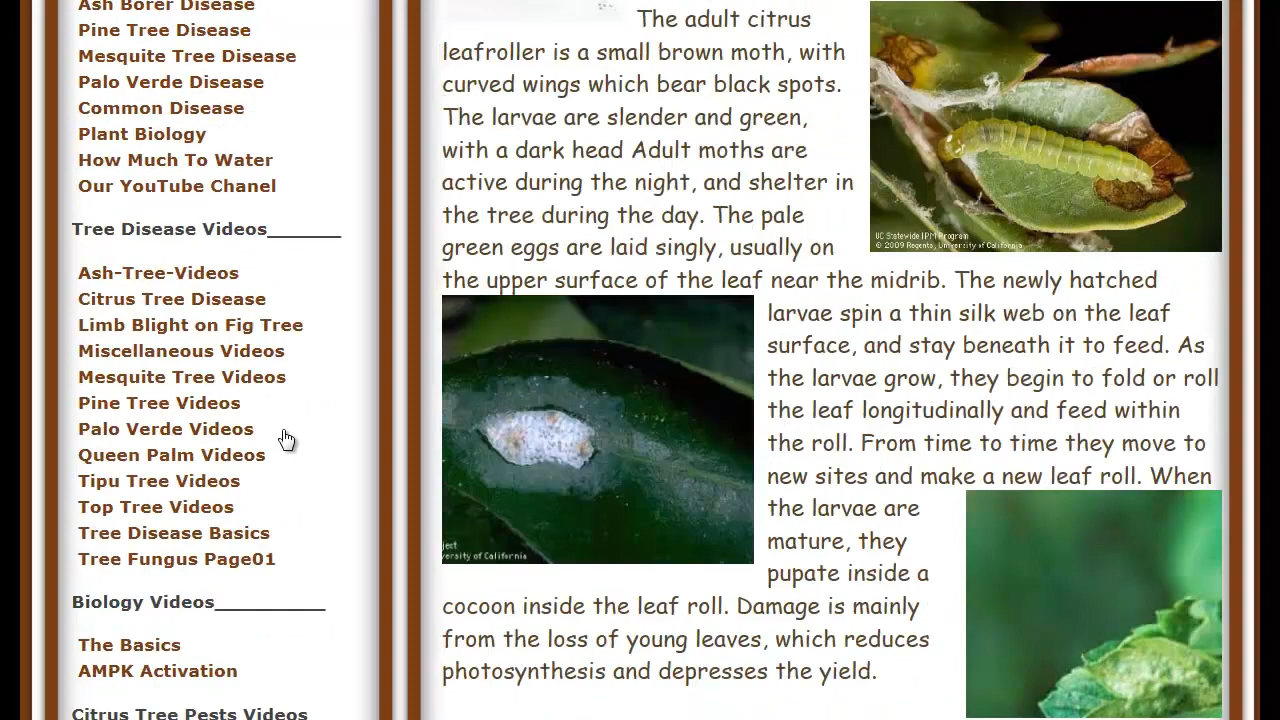 Ash Borer Disease
Pine Tree Disease
Mesquite Tree Disease
Palo Verde Disease
Common Disease
Plant Biology
How Much To Water
Our YouTube Chanel
Tree Disease Videos_______
Ash-Tree-Videos
Citrus Tree Disease
Limb Blight on Fig Tree
Miscellaneous Videos
Mesquite Tree Videos
Pine Tree Videos
Palo Verde Videos
Queen Palm Videos
Tipu Tree Videos
Top Tree Videos
Tree Disease Basics
Tree Fungus Page01
Biology Videos__________
The Basics
AMPK Activation
Citrus Tree Pests Videos
The adult citrus
leafroller is a small brown moth, with
curved wings which bear black spots.
The larvae are slender and green,
with a dark head Adult moths are
active during the night, and shelter in
the tree during the day. The pale
green eggs are laid singly, usually on
the upper surface of the leaf near the midrib. The newly hatched
larvae spin a thin silk web on the leaf
surface, and stay beneath it to feed. As
the larvae grow, they begin to fold or roll
the leaf longitudinally and feed within
the roll. From time to time they move to
new sites and make a new leaf roll. When
the larvae are
mature, they
pupate inside a
cocoon inside the leaf roll. Damage is mainly
from the loss of young leaves, which reduces
photosynthesis and depresses the yield.
UC Statewide IPM Program
© 2009 Regents, University of California
ject
versity of California